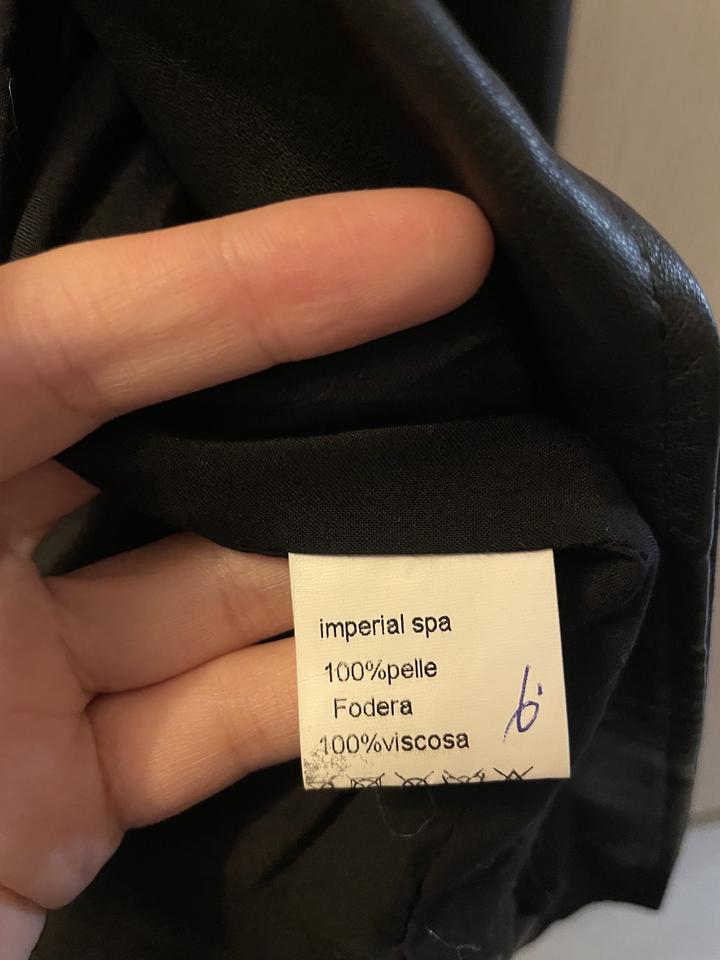 imperial spa
100%pelle
Fodera
100%viscosa